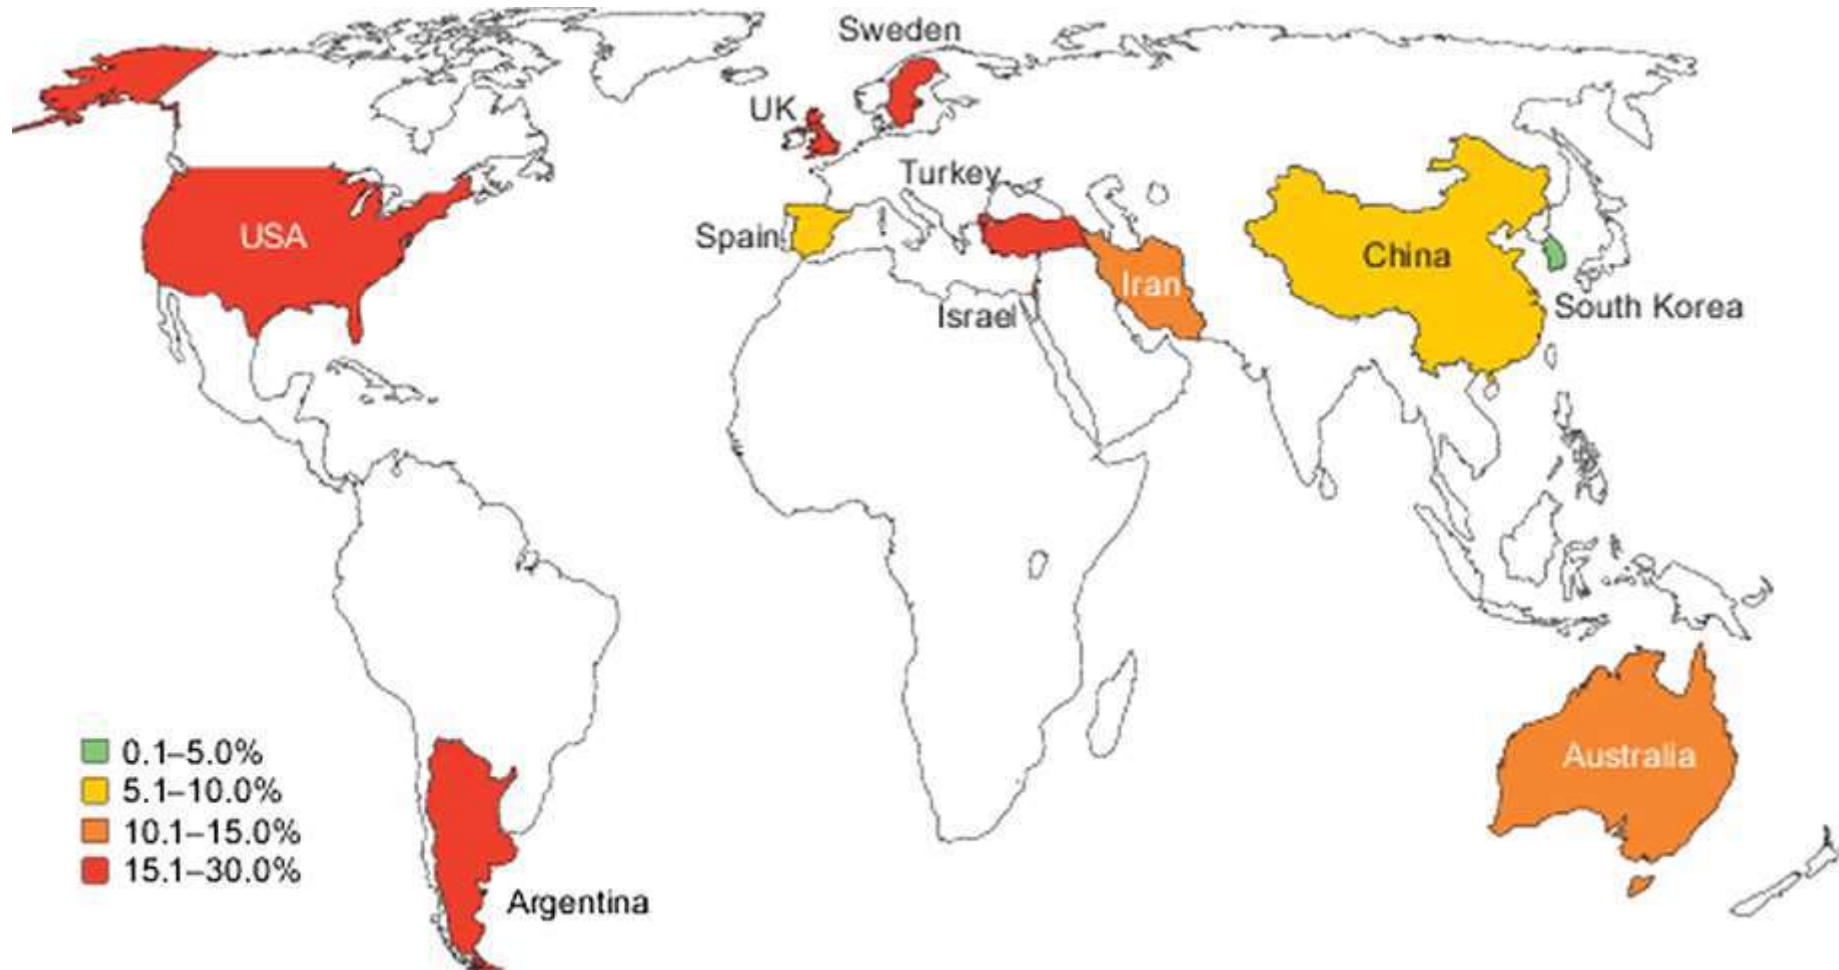 Sweden
UK
Turkey
USA
Spain
China
Iran
Israel
South Korea
Australia
0.1–5.0%
5.1–10.0%
10.1–15.0%
15.1–30.0%
Argentina